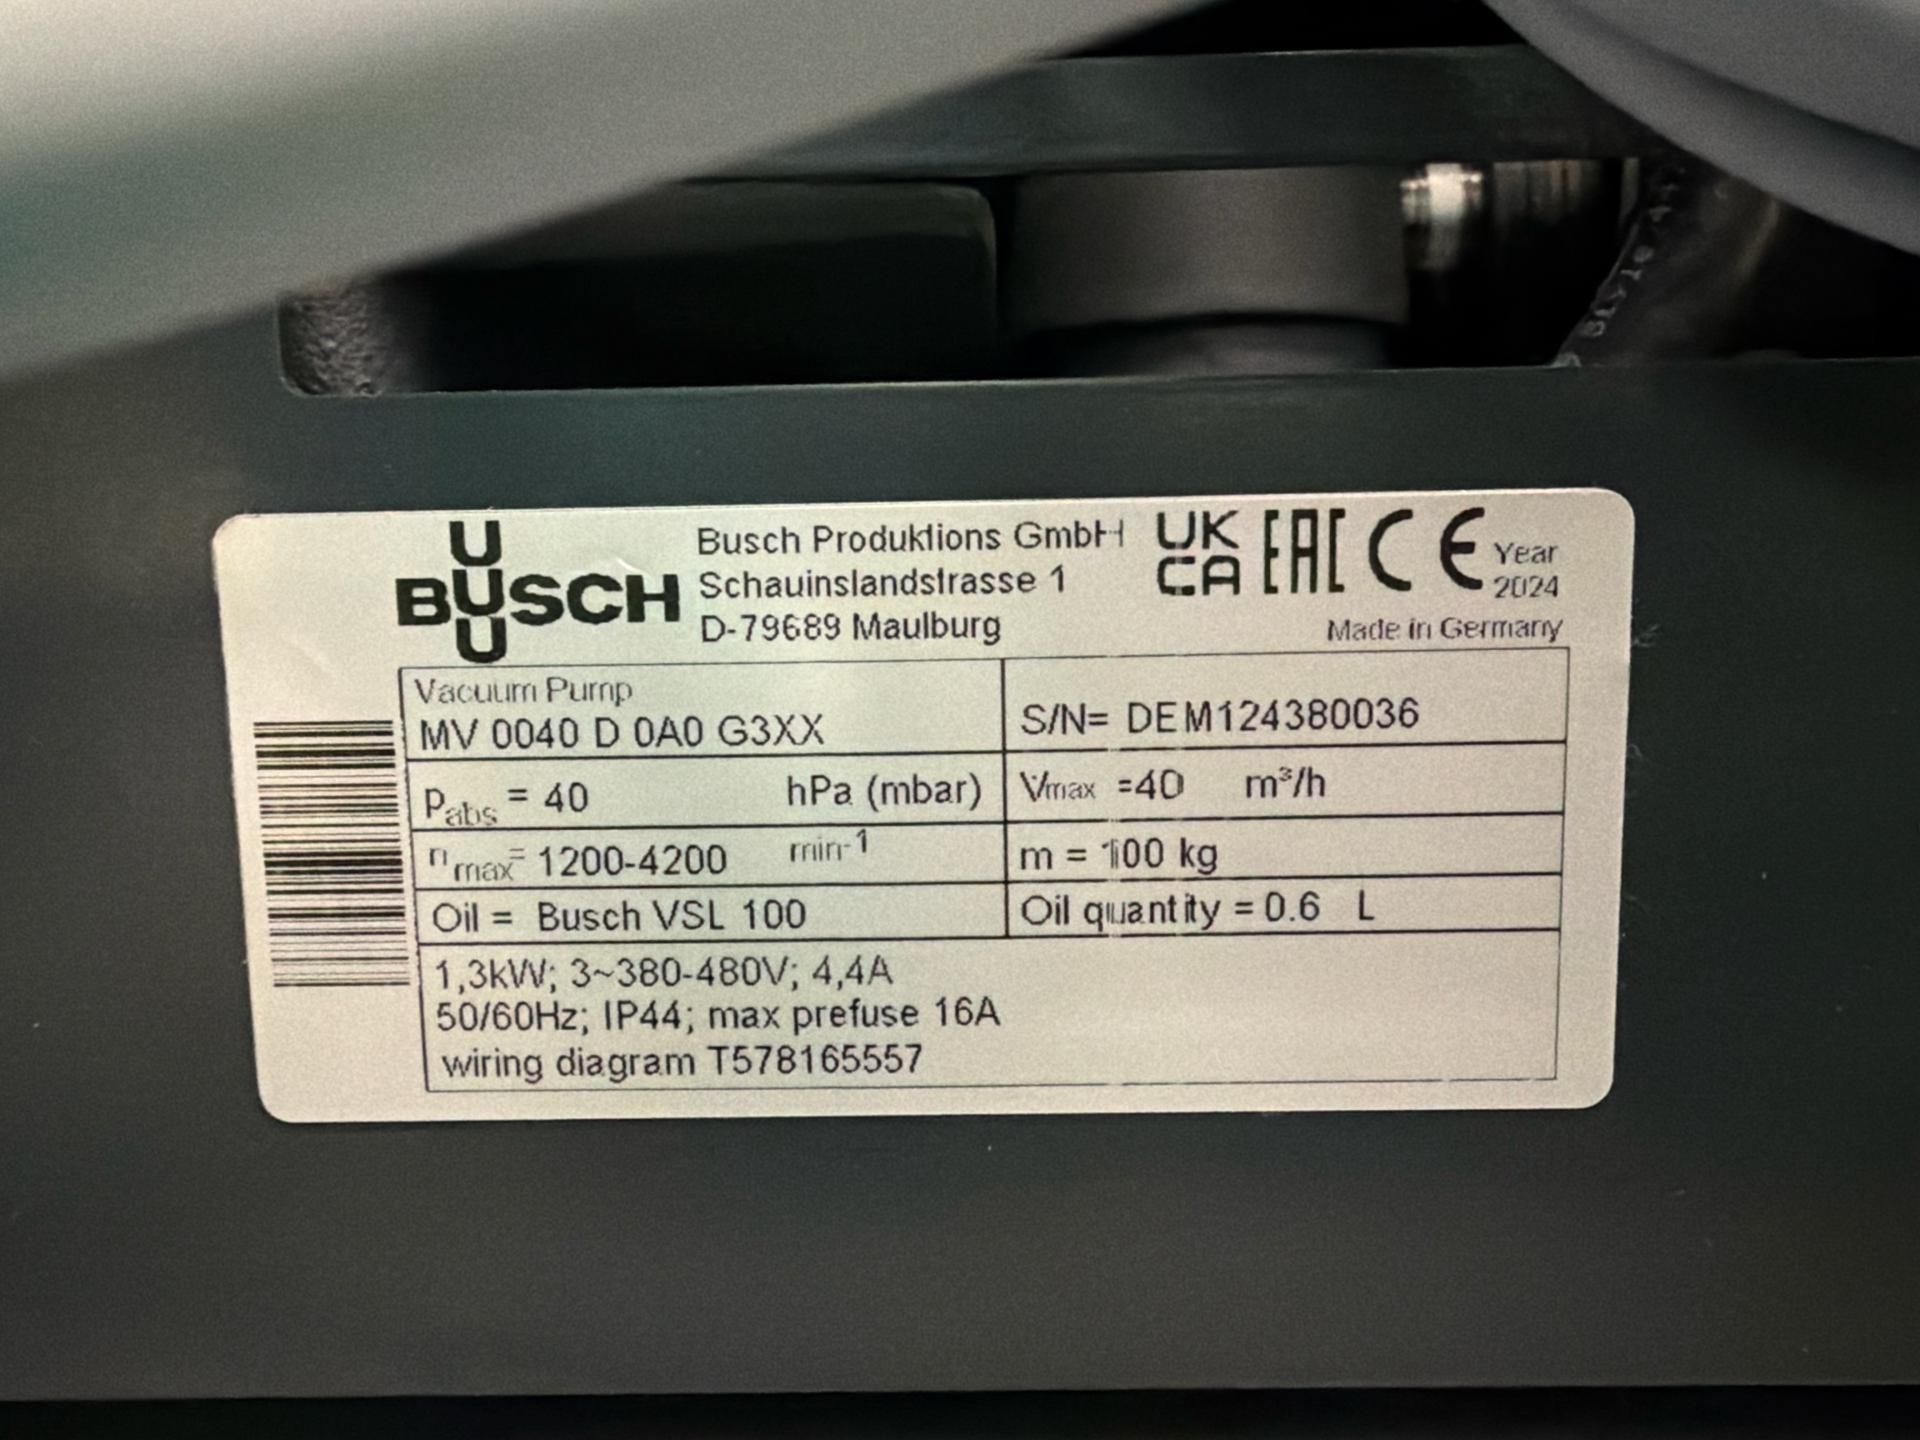 BUSCH
Busch Produktions GmbH
Schauinslandstrasse 1
D-79689 Maulburg
UK
CA
EAC
CE
Year
2024
Made in Germany
Vacuum Pump
MV 0040 D 0A0 G3XX
S/N= DEM124380036
Pabs = 40 hPa (mbar)
Vmax =40 m³/h
nmax= 1200-4200 min-1
m = 100 kg
Oil = Busch VSL 100
Oil quantity = 0.6 L
1,3kW; 3~380-480V; 4,4A
50/60Hz; IP44; max prefuse 16A
wiring diagram T578165557